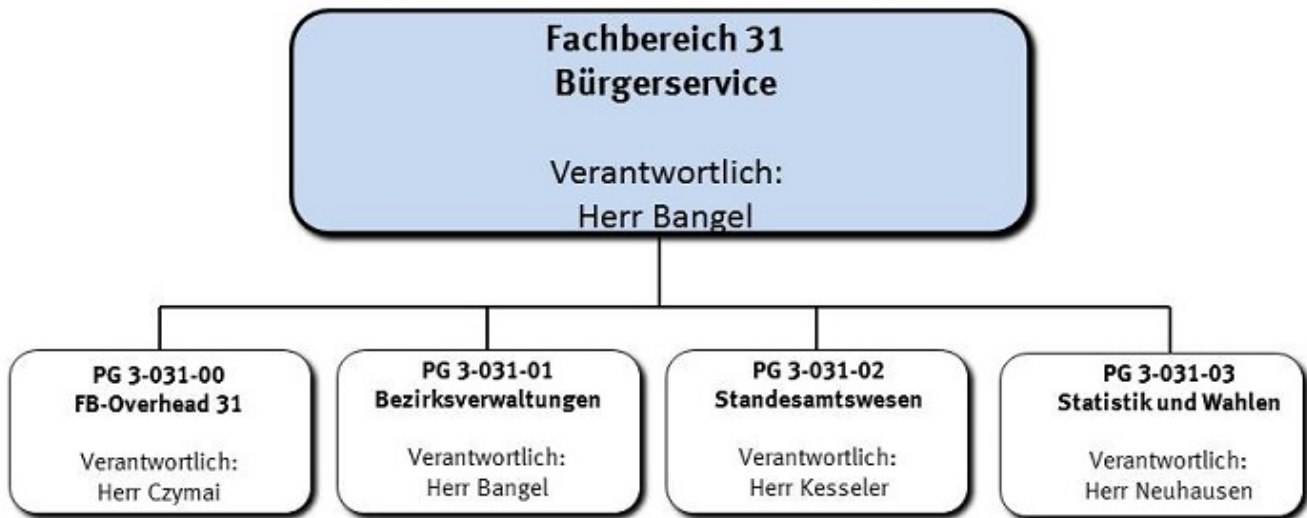 Fachbereich 31
Bürgerservice
Verantwortlich:
Herr Bangel
PG 3-031-00
FB-Overhead 31
Verantwortlich:
Herr Czymai
PG 3-031-01
Bezirksverwaltungen
Verantwortlich:
Herr Bangel
PG 3-031-02
Standesamtswesen
Verantwortlich:
Herr Kesseler
PG 3-031-03
Statistik und Wahlen
Verantwortlich:
Herr Neuhausen